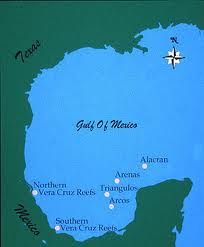 Texas
N
Gulf Of Mexico
Alacran
Arenas
Northern
Vera Cruz Reefs
Triangulos
Arcos
Mexico
Southern
Vera Cruz Reefs